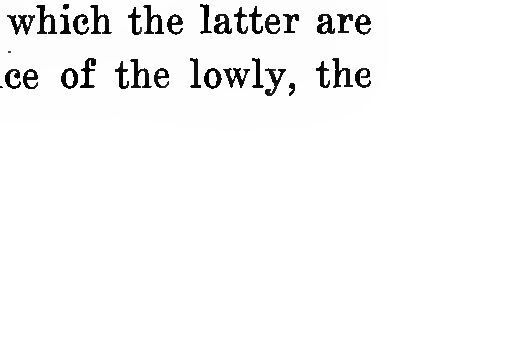 which the latter are
ce of the lowly, the